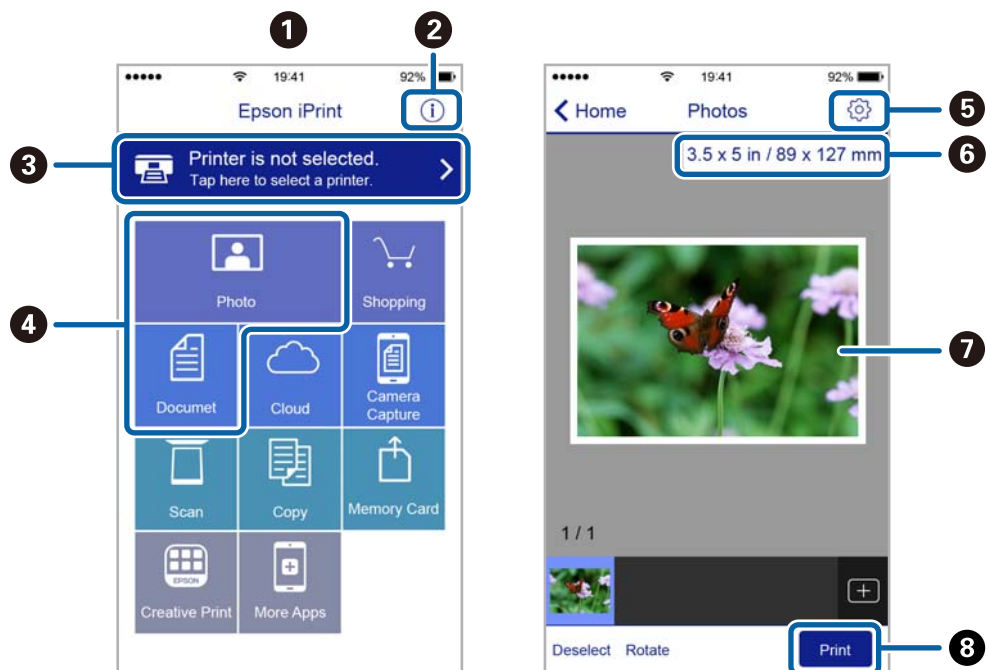 1
2
19:41
92%
Epson iPrint
i
3
Printer is not selected.
Tap here to select a printer.
4
Photo
Shopping
Documet
Cloud
Camera
Capture
Scan
Copy
Memory Card
EPSON
Creative Print
More Apps
19:41
92%
Home
Photos
5
3.5 x 5 in / 89 x 127 mm
6
7
1 / 1
Deselect
Rotate
Print
8